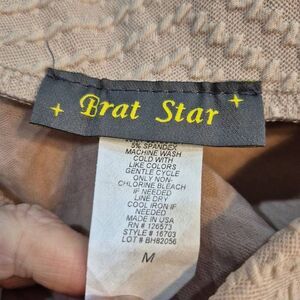 Brat Star
5% SPANDEX
MACHINE WASH
COLD WITH
LIKE COLORS
GENTLE CYCLE
ONLY NON-
CHLORINE BLEACH
IF NEEDED
LINE DRY
COOL IRON IF
NEEDED
MADE IN USA
RN # 126573
STYLE # 16703
LOT # BH82056
M